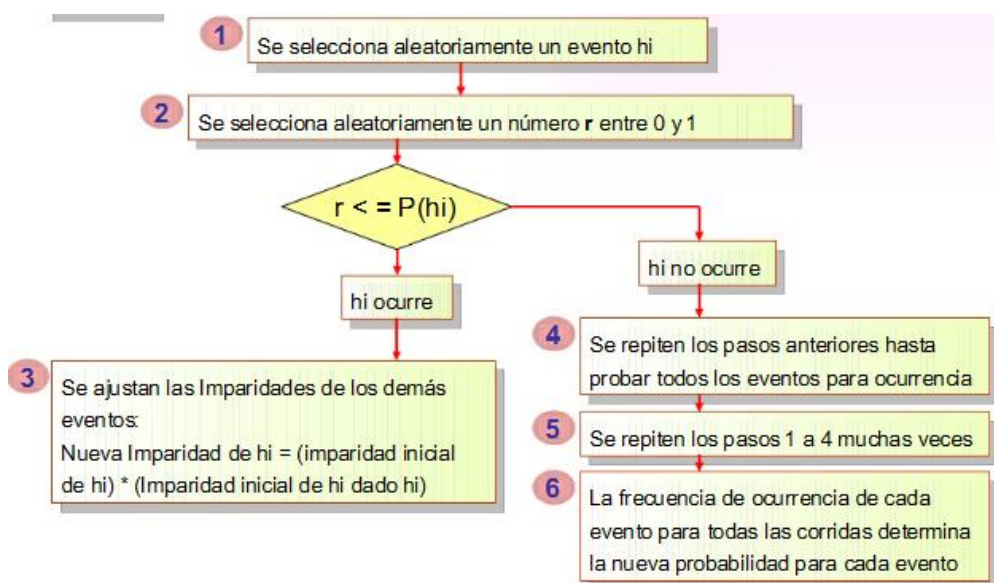 1
Se selecciona aleatoriamente un evento hi
2
Se selecciona aleatoriamente un número r entre 0 y 1
r < = P(hi)
hi ocurre
hi no ocurre
3
Se ajustan las Imparidades de los demás
eventos:
Nueva Imparidad de hi = (imparidad inicial
de hi) * (Imparidad inicial de hi dado hi)
4
Se repiten los pasos anteriores hasta
probar todos los eventos para ocurrencia
5
Se repiten los pasos 1 a 4 muchas veces
6
La frecuencia de ocurrencia de cada
evento para todas las corridas determina
la nueva probabilidad para cada evento